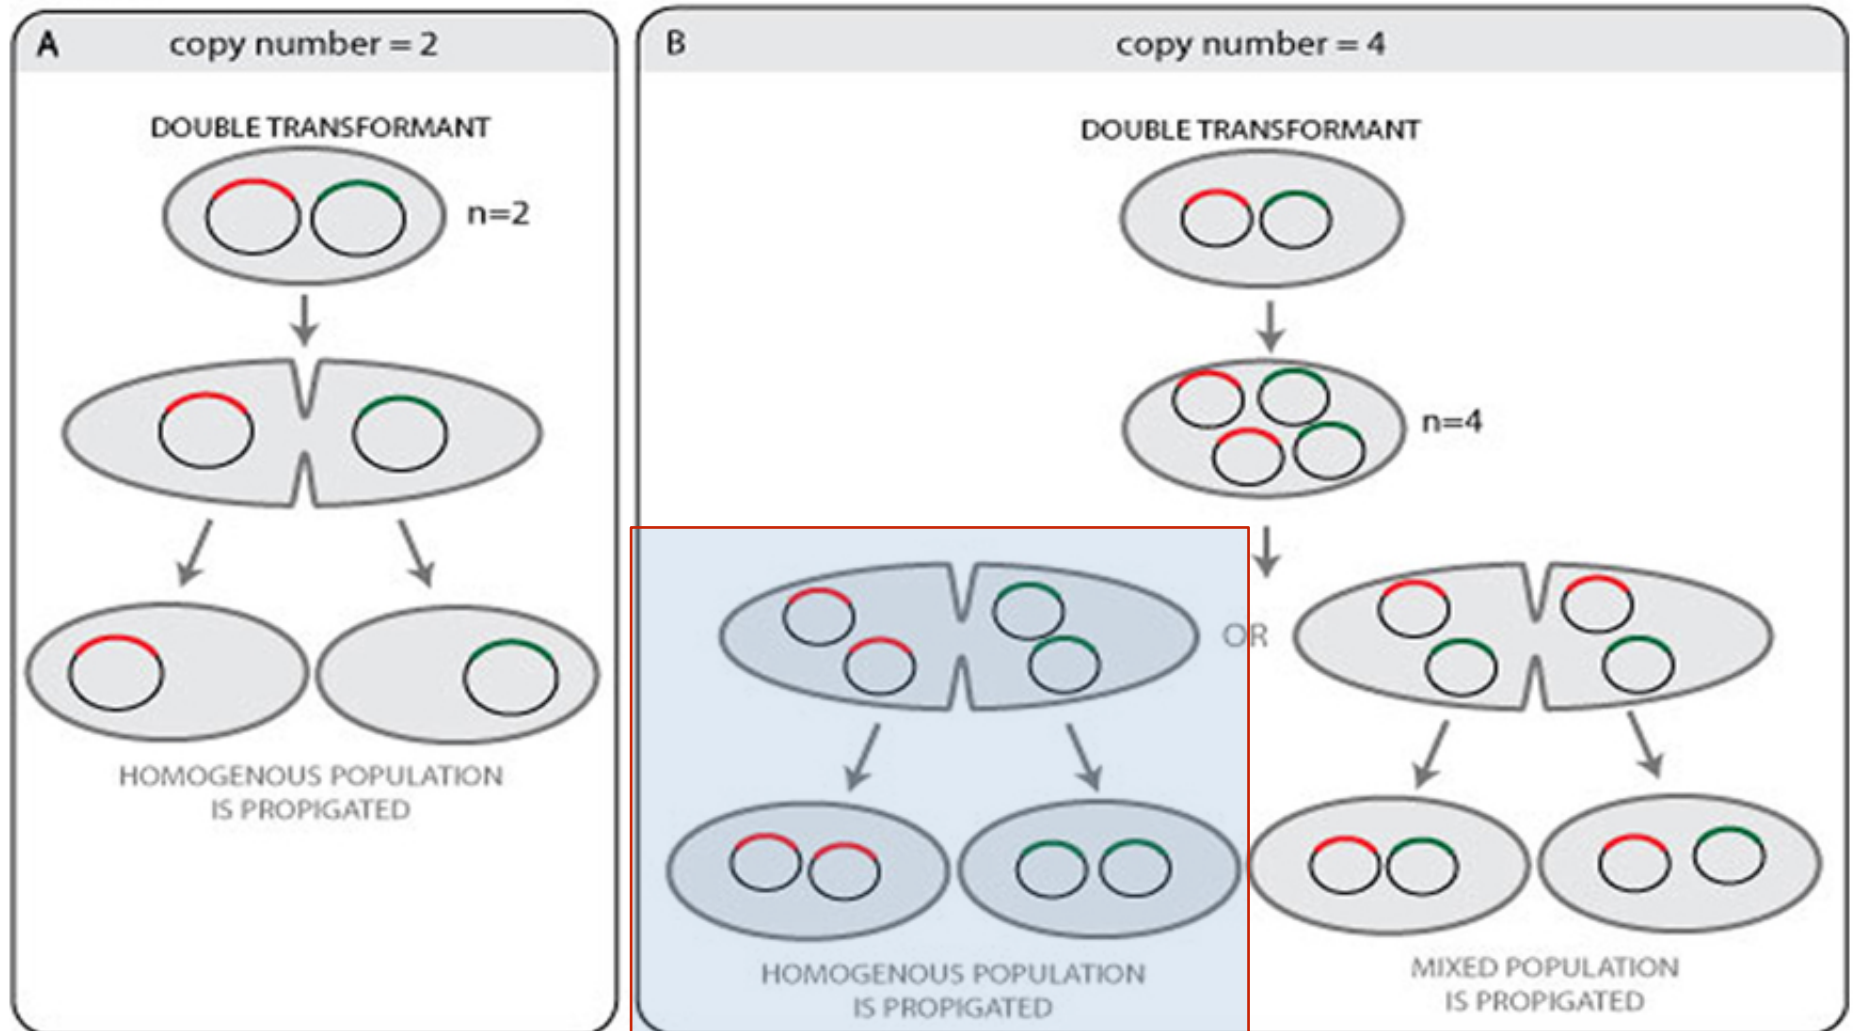 A
copy number = 2
DOUBLE TRANSFORMANT
n=2
HOMOGENOUS POPULATION
IS PROPIGATED
B
copy number = 4
DOUBLE TRANSFORMANT
n=4
OR
HOMOGENOUS POPULATION
IS PROPIGATED
MIXED POPULATION
IS PROPIGATED